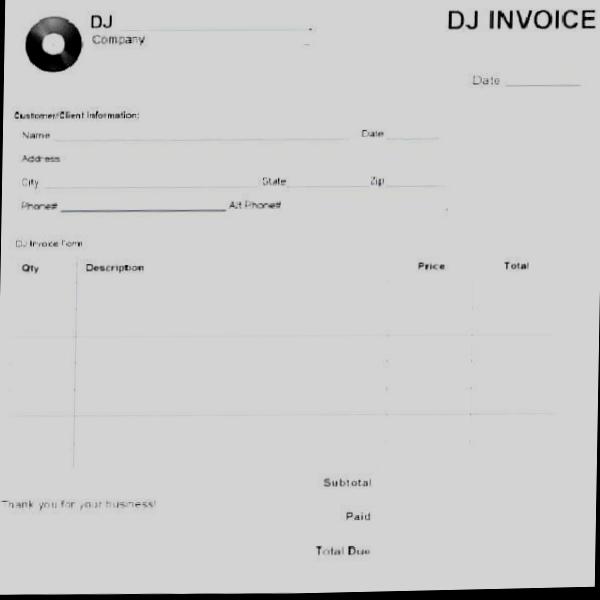 DJ
DJ INVOICE
Company
Date
Customer/Client Information:
Name Date
Address
City State Zip
Phone# Alt Phone#
DJ Invoice Form
Qty Description Price Total
Subtotal
Thank you for your business!
Paid
Total Due